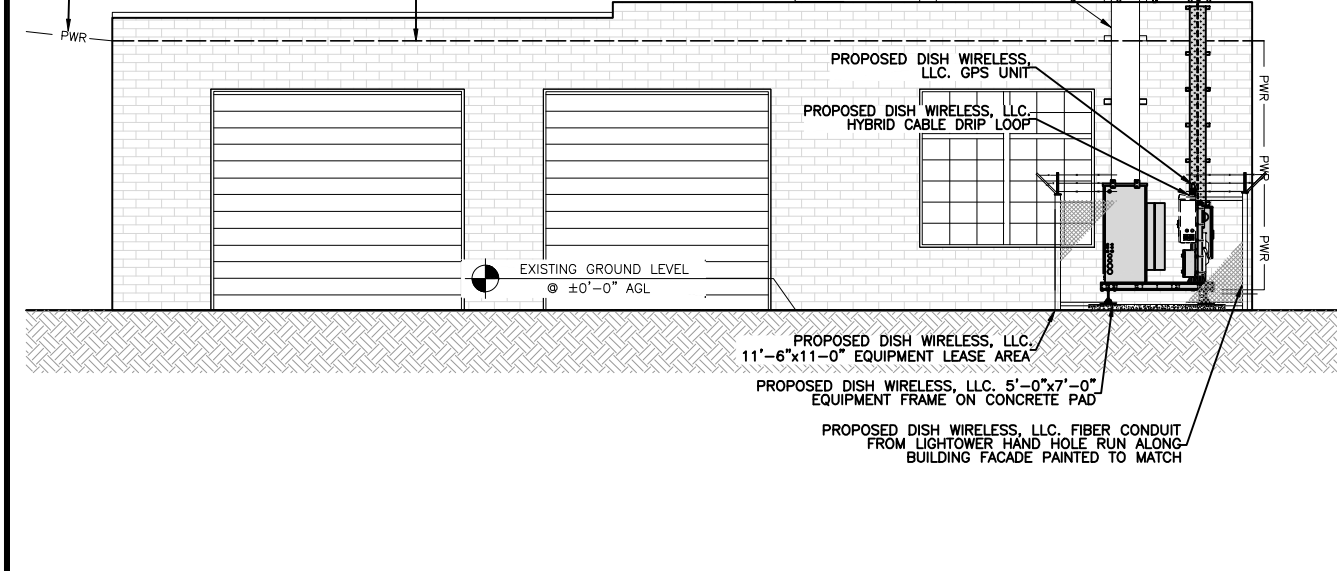 PWR
PROPOSED DISH WIRELESS,
LLC. GPS UNIT
PWR
PROPOSED DISH WIRELESS, LLC.
HYBRID CABLE DRIP LOOP
PWR
PWR
EXISTING GROUND LEVEL
@ ±0'-0" AGL
PROPOSED DISH WIRELESS, LLC.
11'-6"x11-0" EQUIPMENT LEASE AREA
PROPOSED DISH WIRELESS, LLC. 5'-0"x7'-0"
EQUIPMENT FRAME ON CONCRETE PAD
PROPOSED DISH WIRELESS, LLC. FIBER CONDUIT
FROM LIGHTOWER HAND HOLE RUN ALONG
BUILDING FACADE PAINTED TO MATCH